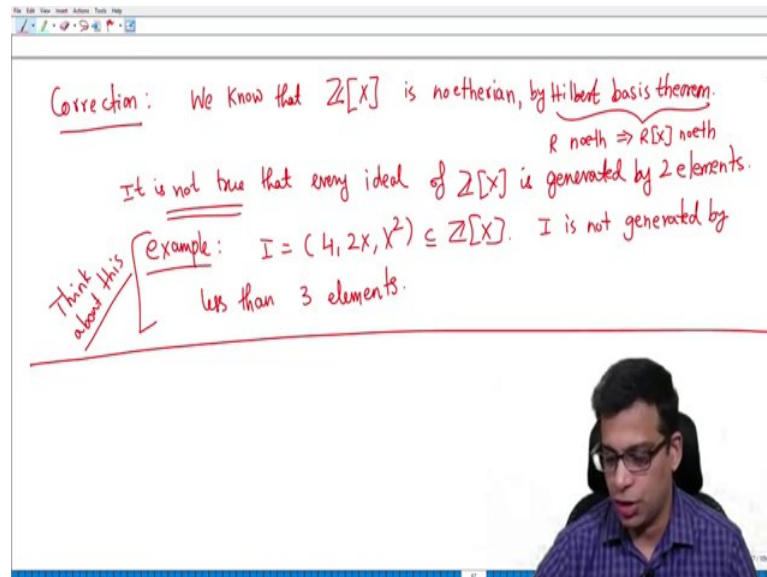 File Edit View Insert Actions Tools Help
Correction: We know that ℤ[X] is noetherian, by Hilbert basis theorem.
R noeth ⇒ R[X] noeth
It is not true that every ideal of ℤ[X] is generated by 2 elements.
Think about this
example: I = (4, 2X, X²) ⊆ ℤ[X]. I is not generated by
less than 3 elements.